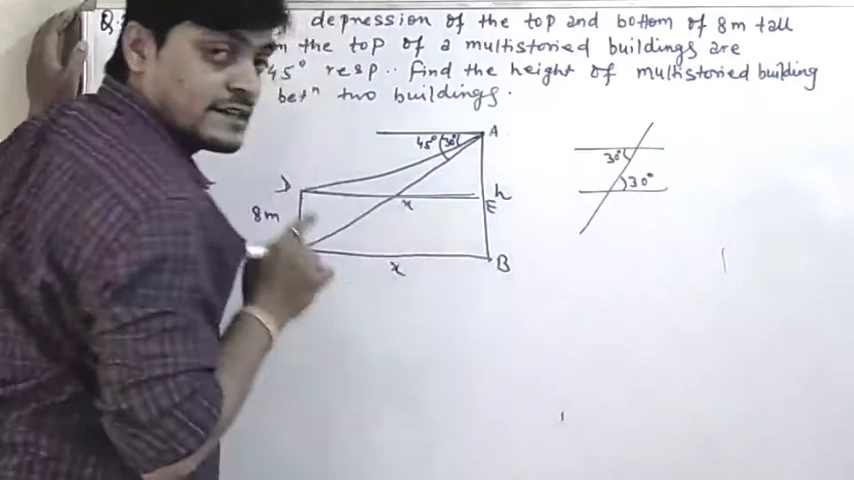 Q. depression of the top and bottom of 8m tall
the top of a multistoried buildings are
45° resp.. find the height of multistoried building
betⁿ two buildings.
A
45° 30°
30°
30°
D
h
8m
x
E
x
B